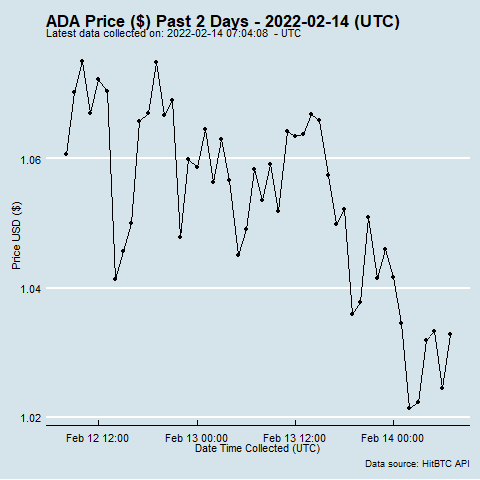 ADA Price ($) Past 2 Days - 2022-02-14 (UTC)
Latest data collected on: 2022-02-14 07:04:08 - UTC
1.06
1.04
1.02
Price USD ($)
Feb 12 12:00 Feb 13 00:00 Feb 13 12:00 Feb 14 00:00
Date Time Collected (UTC)
Data source: HitBTC API